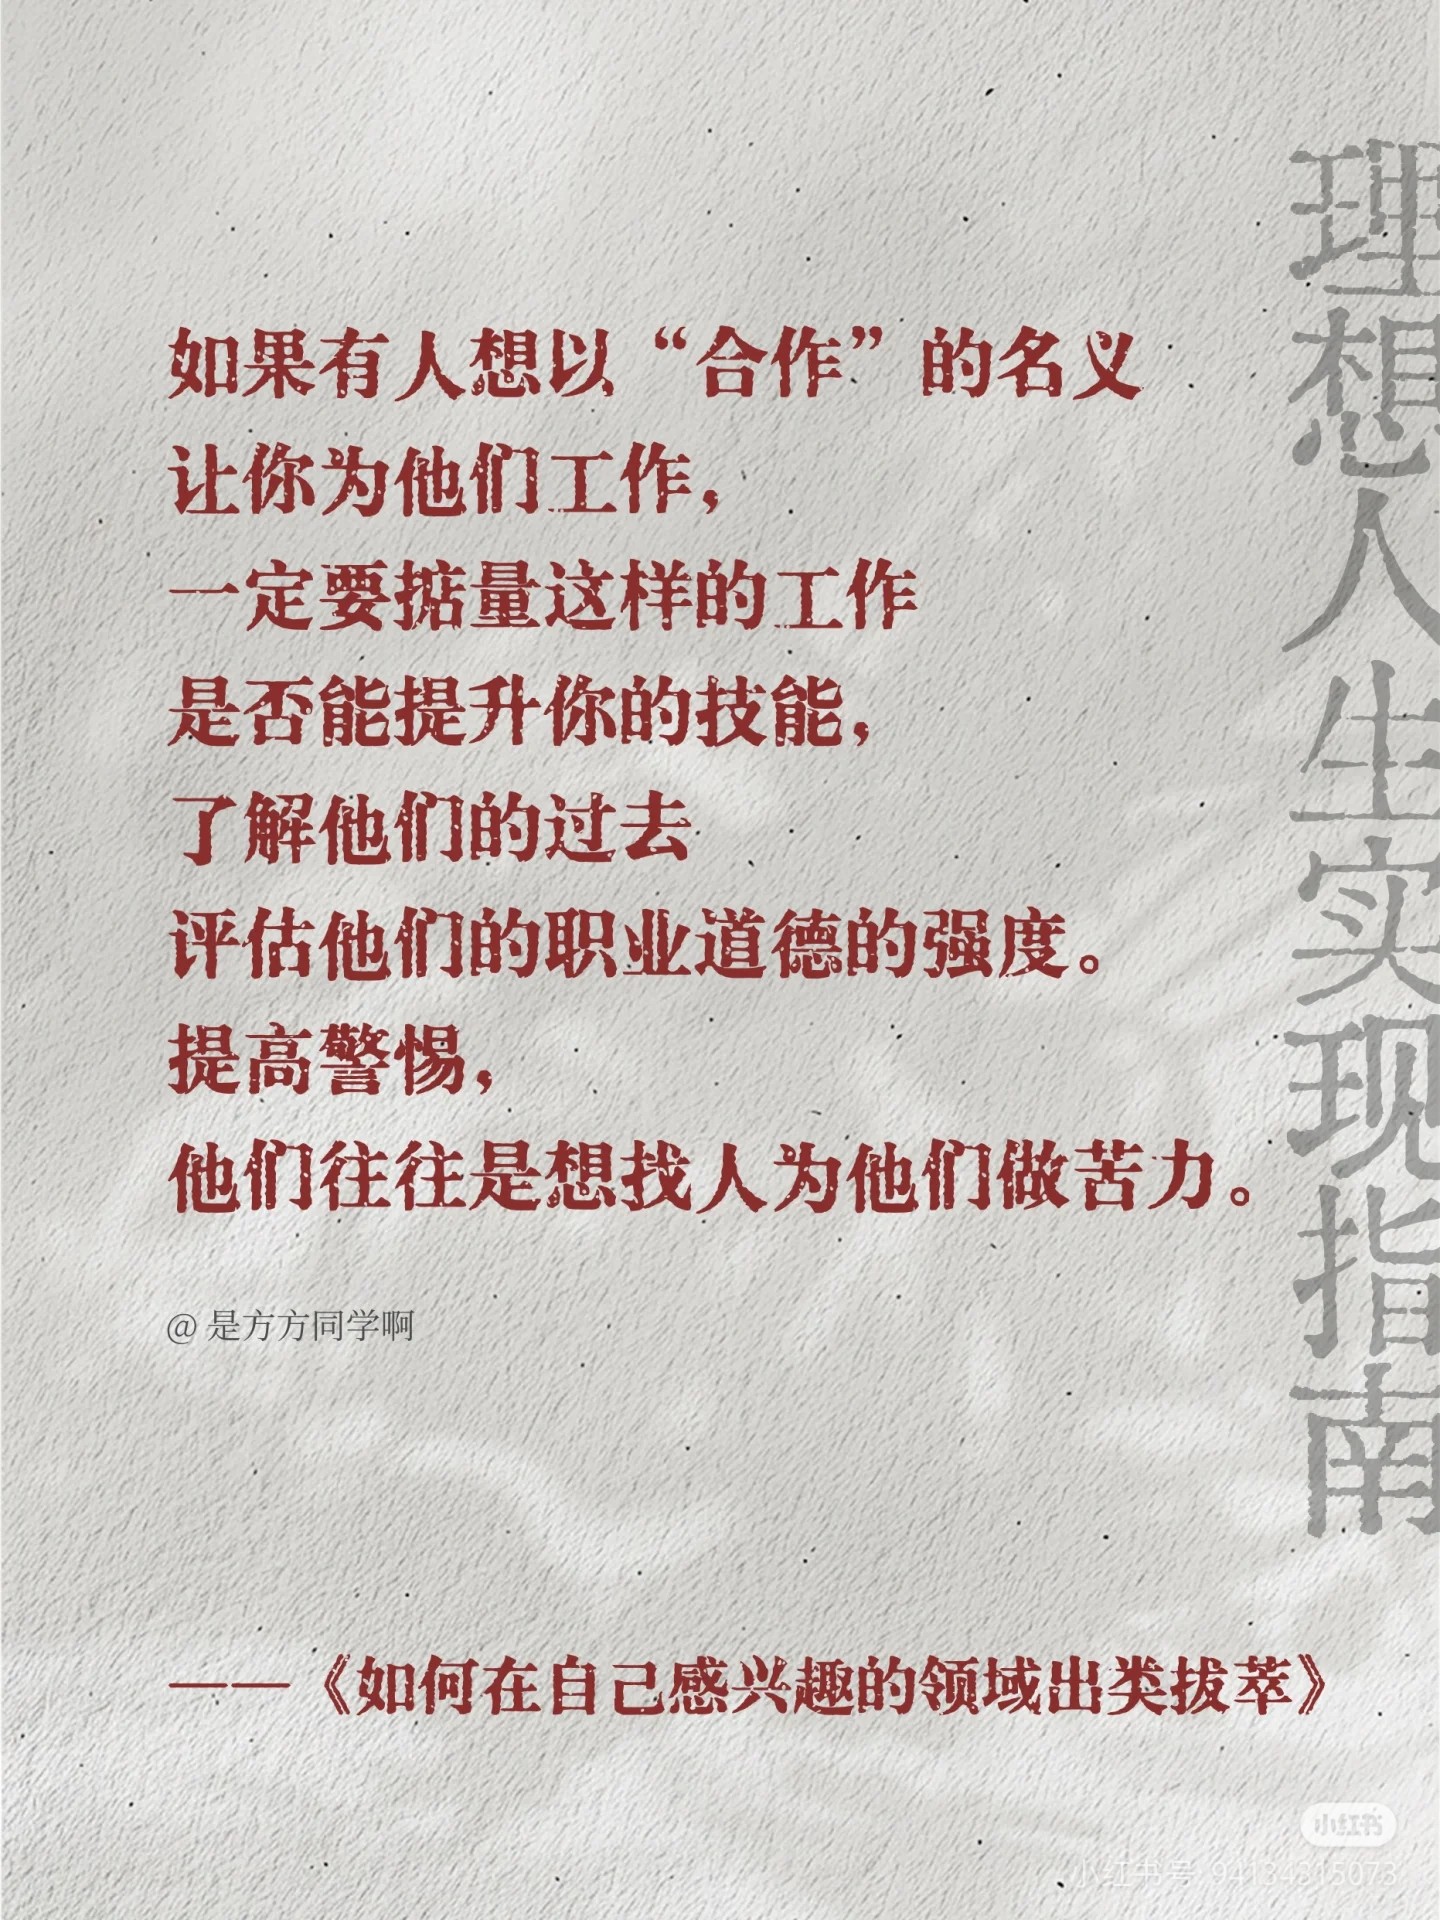 如果有人想以“合作”的名义
让你为他们工作，
一定要掂量这样的工作
是否能提升你的技能，
了解他们的过去
评估他们的职业道德的强度。
提高警惕，
他们往往是想找人为他们做苦力。
@ 是方方同学啊
——《如何在自己感兴趣的领域出类拔萃》
理想人生实现指南
小红书
小红书号: 94134315073